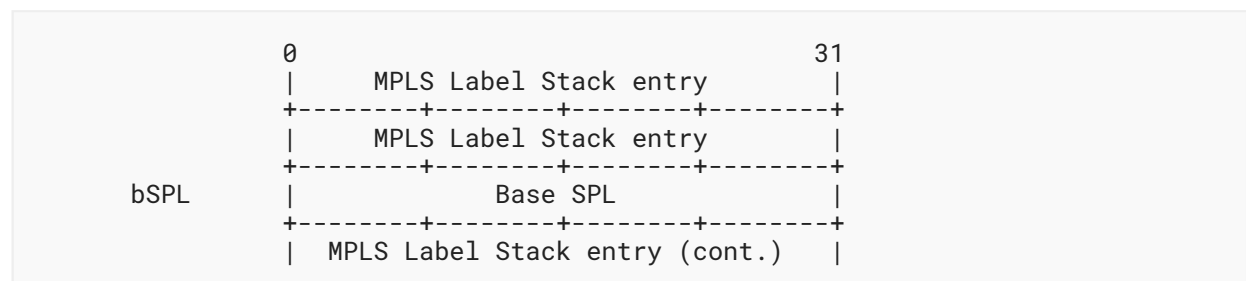 0                              31
|     MPLS Label Stack entry       |
+--------+--------+--------+--------+
|     MPLS Label Stack entry       |
+--------+--------+--------+--------+
bSPL      |             Base SPL             |
+--------+--------+--------+--------+
|  MPLS Label Stack entry (cont.)   |